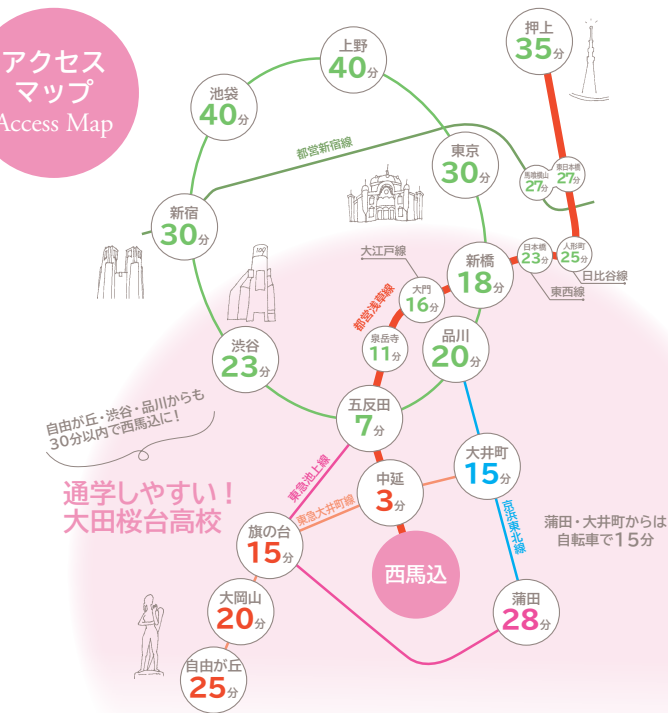 アクセス
マップ
Access Map
押上
35分
上野
40分
池袋
40分
都営新宿線
東京
30分
馬喰横山
27分
東日本橋
27分
新宿
30分
大江戸線
新橋
18分
日本橋
23分
人形町
25分
日比谷線
東西線
大門
16分
都営浅草線
泉岳寺
11分
品川
20分
渋谷
23分
五反田
7分
自由が丘・渋谷・品川からも
30分以内で西馬込に!
東急池上線
中延
3分
大井町
15分
通学しやすい!
大田桜台高校
東急大井町線
京浜東北線
蒲田・大井町からは
自転車で15分
旗の台
15分
西馬込
大岡山
20分
蒲田
28分
自由が丘
25分